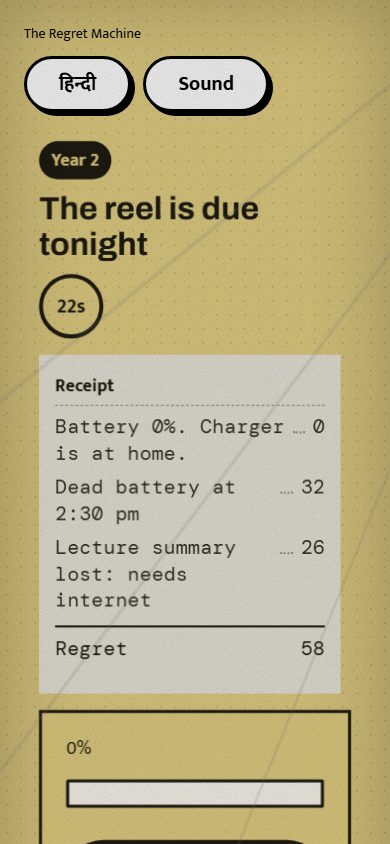 The Regret Machine
हिन्दी
Sound
Year 2
The reel is due
tonight
22s
Receipt
Battery 0%. Charger .... 0
is at home.
Dead battery at .... 32
2:30 pm
Lecture summary .... 26
lost: needs
internet
Regret 58
0%